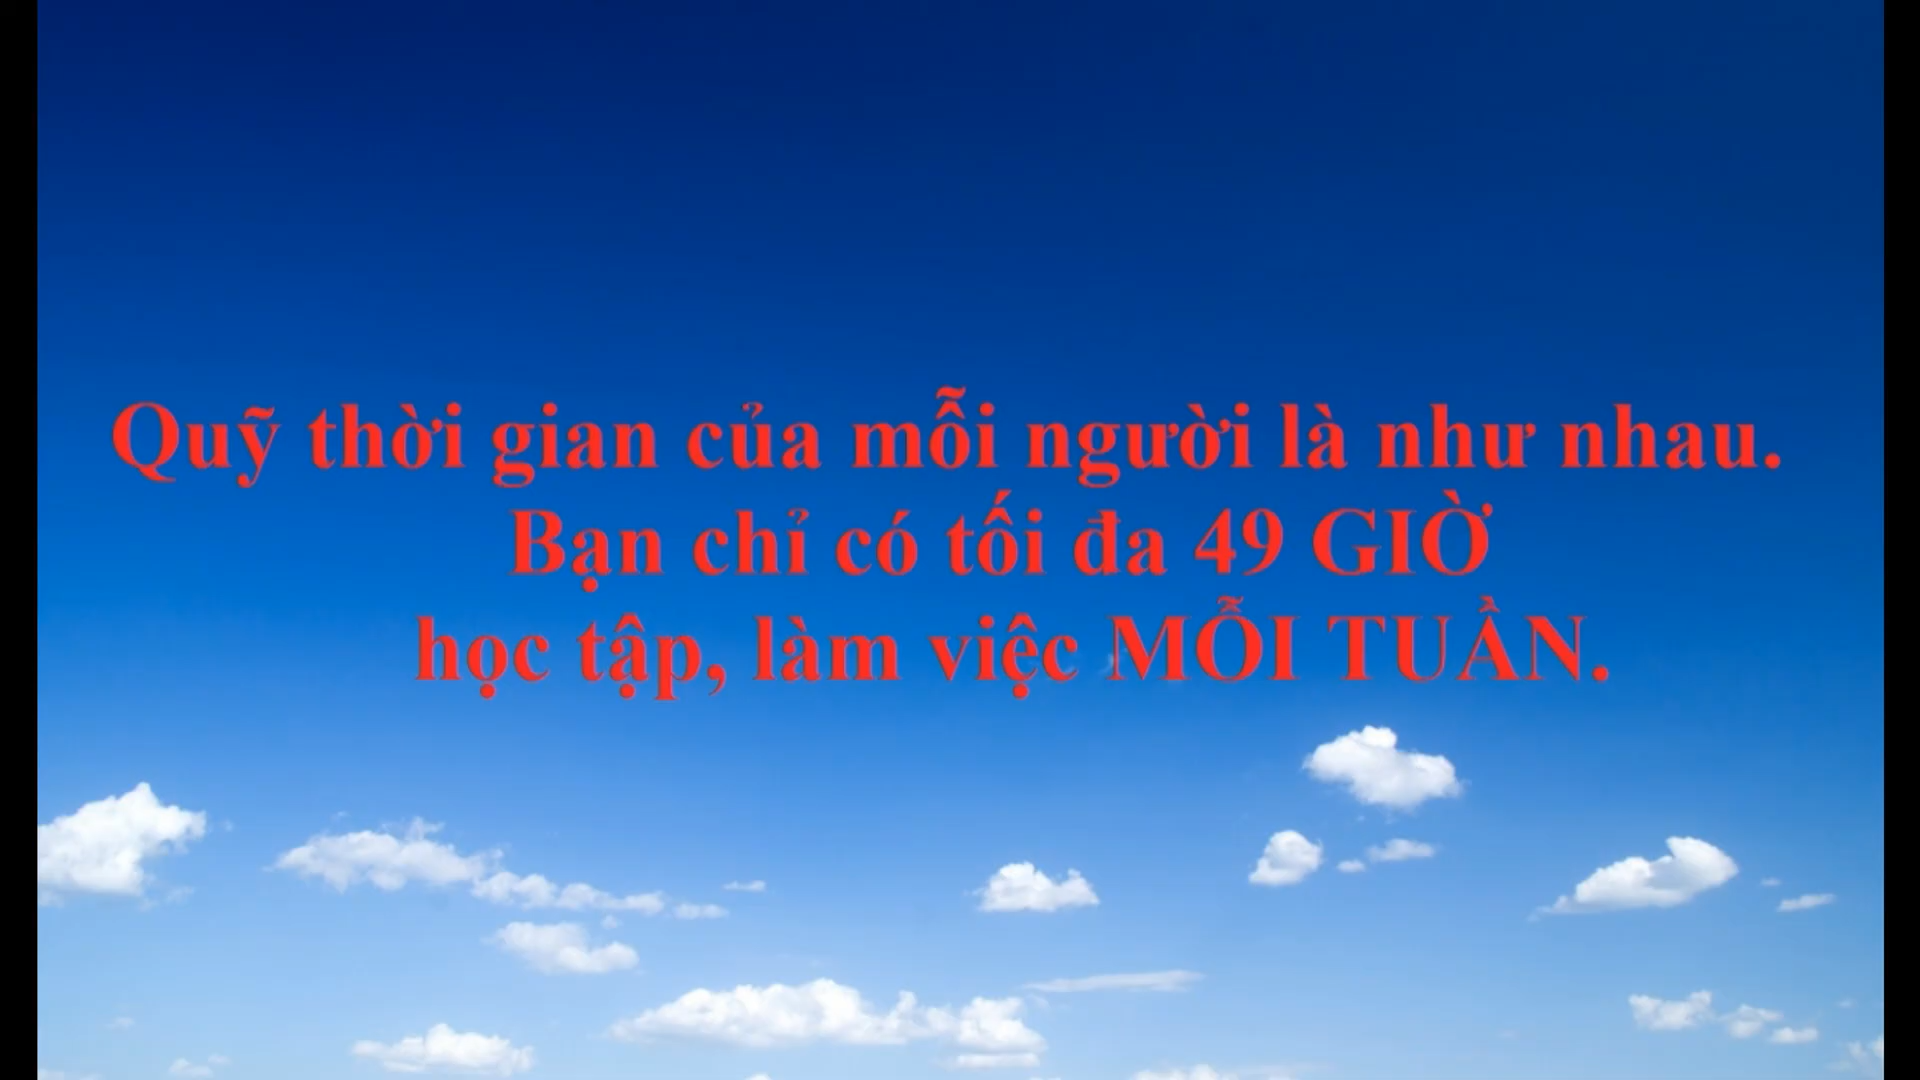 Quỹ thời gian của mỗi người là như nhau.
Bạn chỉ có tối đa 49 GIỜ
học tập, làm việc MỖI TUẦN.